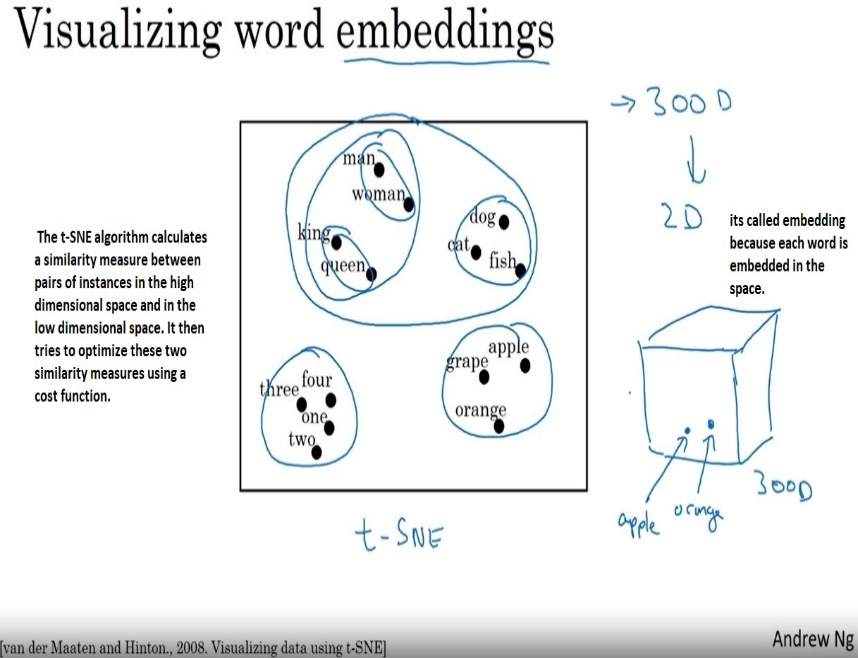 Visualizing word embeddings
→ 300D
↓
2D
The t-SNE algorithm calculates
a similarity measure between
pairs of instances in the high
dimensional space and in the
low dimensional space. It then
tries to optimize these two
similarity measures using a
cost function.
man
woman
king
queen
dog
cat
fish
apple
grape
orange
four
three
one
two
its called embedding
because each word is
embedded in the
space.
300D
apple
orange
t-SNE
[van der Maaten and Hinton., 2008. Visualizing data using t-SNE]
Andrew Ng